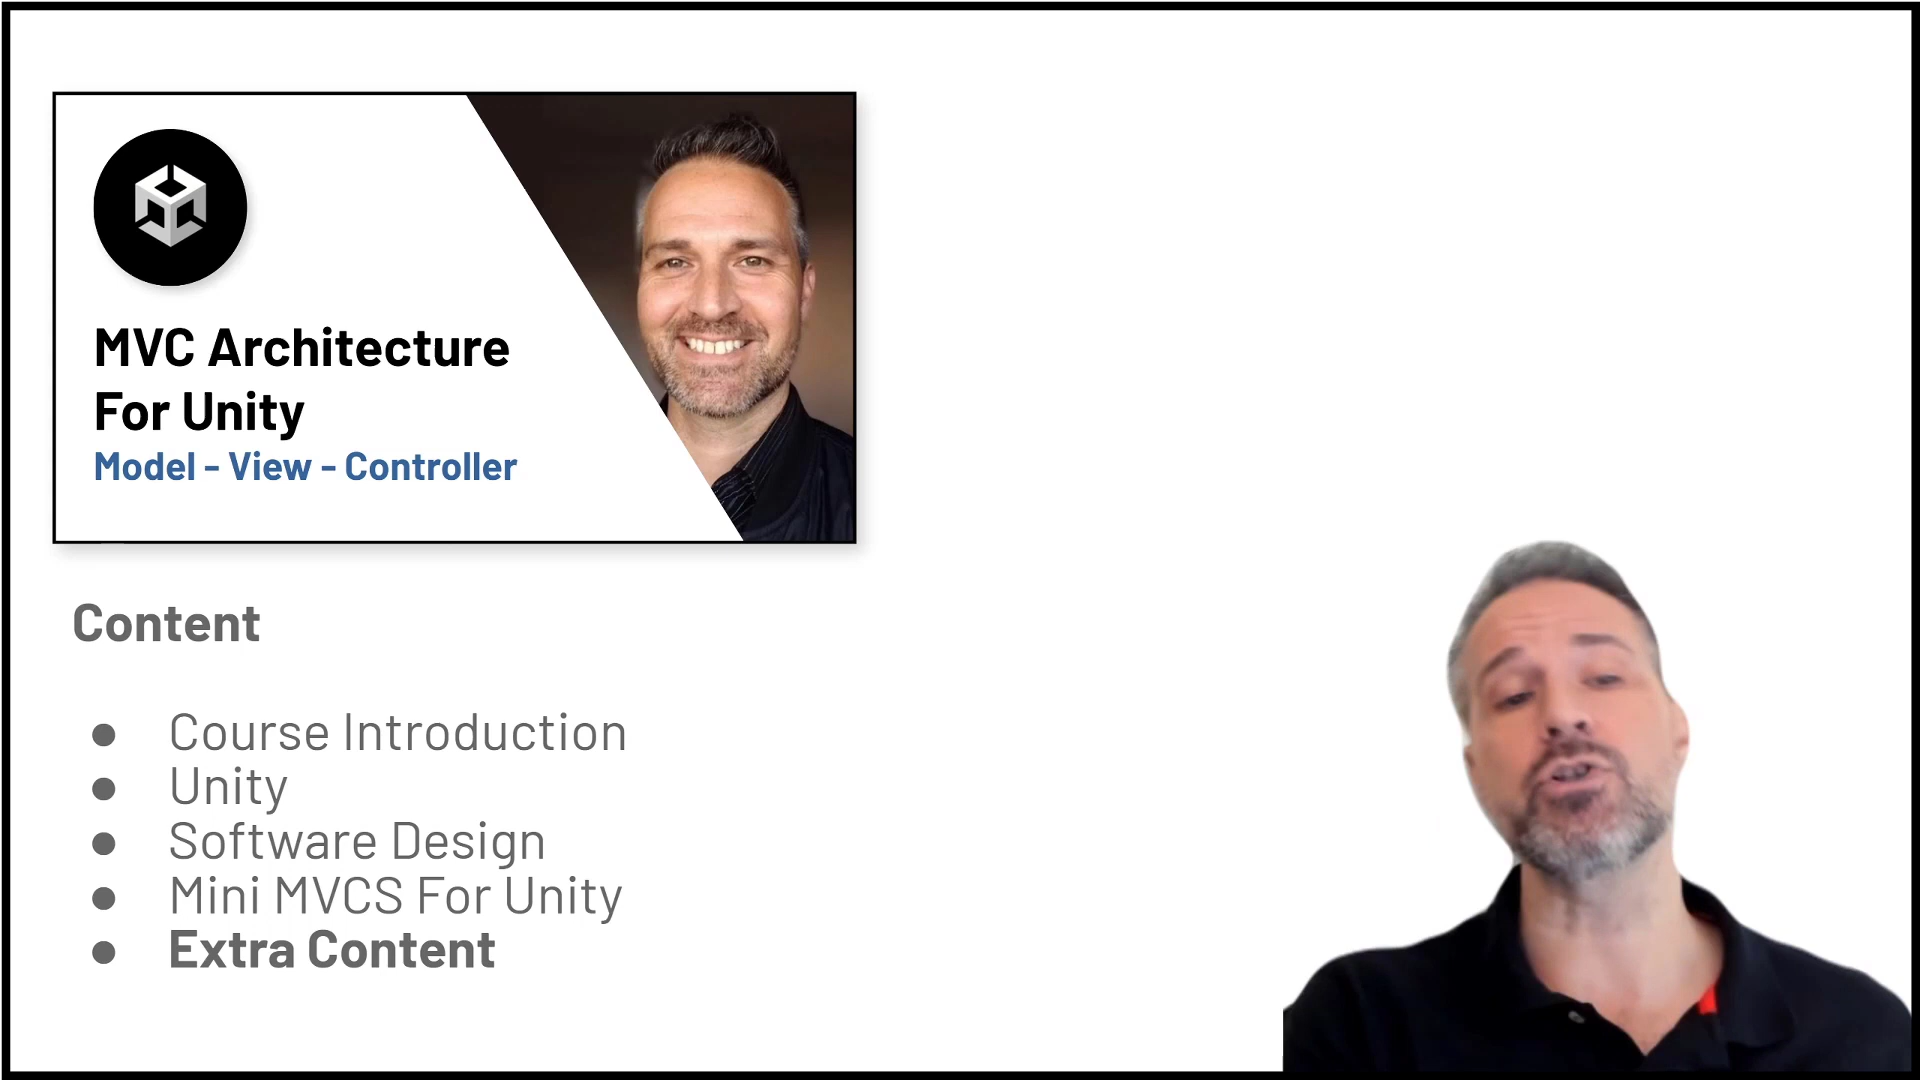 MVC Architecture
For Unity
Model - View - Controller
Content
● Course Introduction
● Unity
● Software Design
● Mini MVCS For Unity
● Extra Content